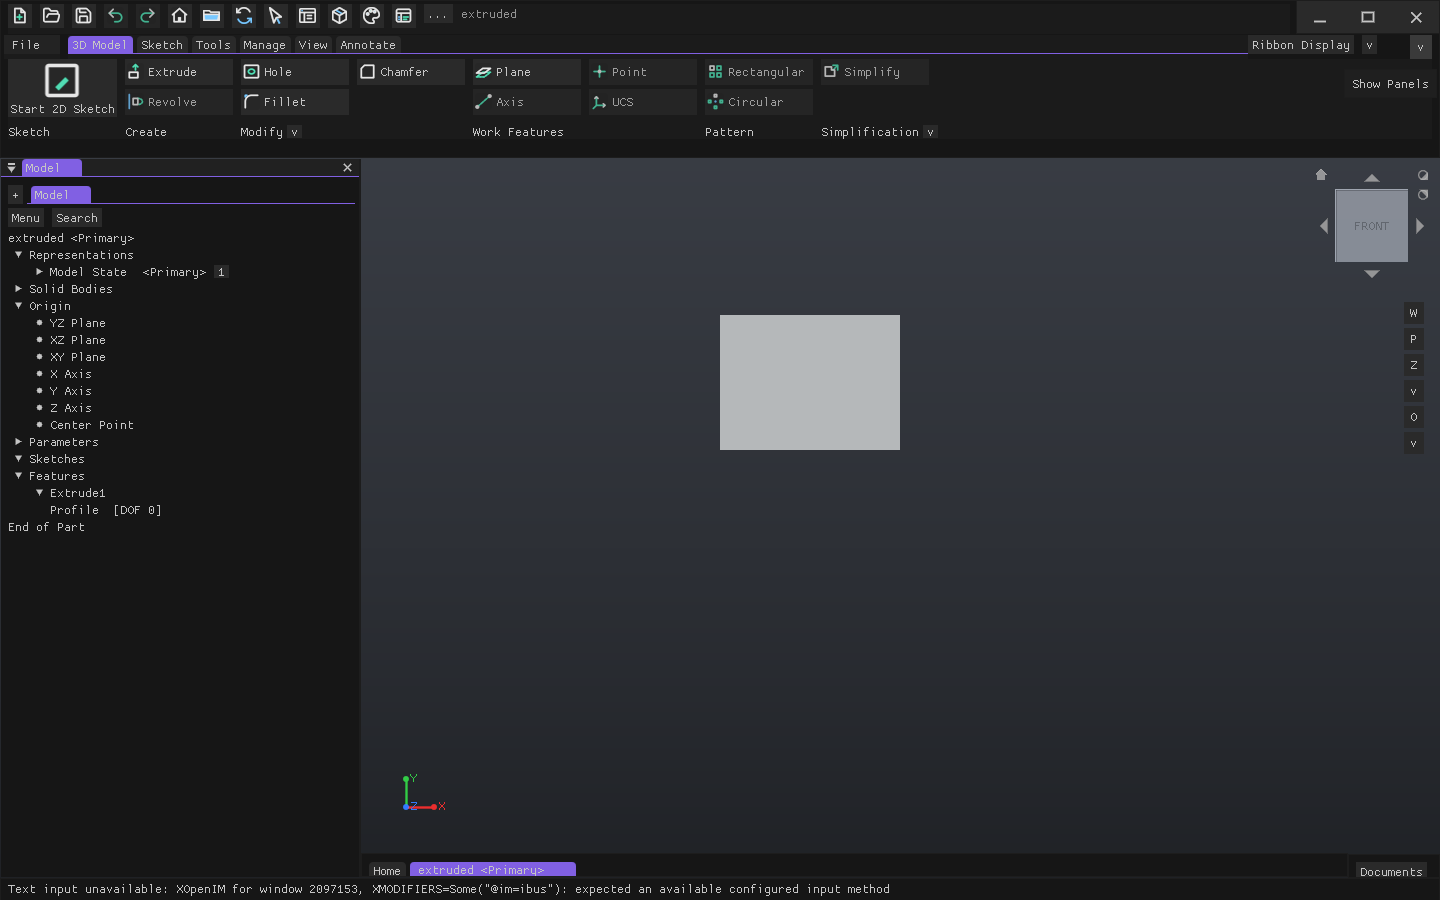 ... extruded
File 3D Model Sketch Tools Manage View Annotate Ribbon Display v v
Start 2D Sketch Extrude Hole Chamfer Plane Point Rectangular Simplify
Revolve Fillet Axis UCS Circular
Show Panels
Sketch Create Modify v Work Features Pattern Simplification v
Model
+ Model
Menu Search
extruded <Primary>
Representations
Model State <Primary> 1
Solid Bodies
Origin
YZ Plane
XZ Plane
XY Plane
X Axis
Y Axis
Z Axis
Center Point
Parameters
Sketches
Features
Extrude1
Profile [DOF 0]
End of Part
FRONT
W
P
Z
v
O
v
Y
Z X
Home extruded <Primary> Documents
Text input unavailable: XOpenIM for window 2097153, XMODIFIERS=Some("@im=ibus"): expected an available configured input method